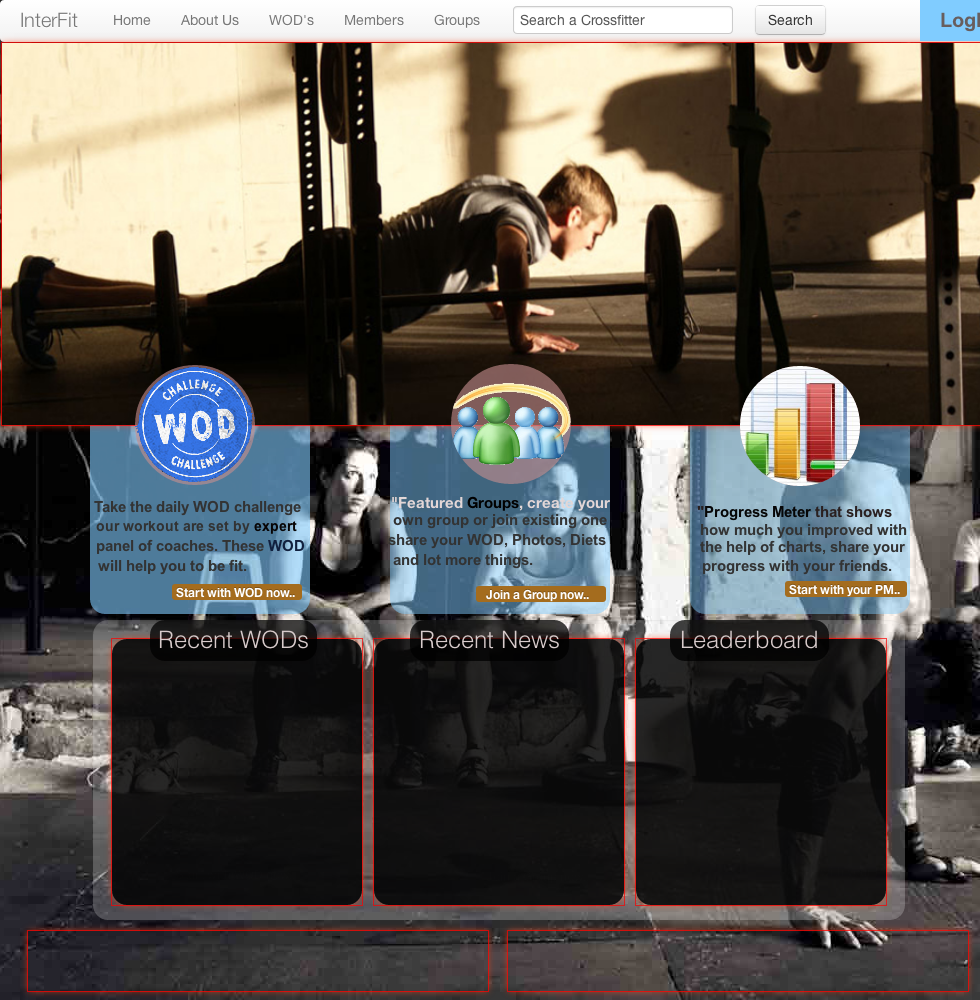 InterFit Home About Us WOD's Members Groups Search a Crossfitter Search LogI
CHALLENGE
WOD
CHALLENGE
Take the daily WOD challenge
our workout are set by expert
panel of coaches. These WOD
will help you to be fit.
Start with WOD now..
"Featured Groups, create your
own group or join existing one
share your WOD, Photos, Diets
and lot more things.
Join a Group now..
"Progress Meter that shows
how much you improved with
the help of charts, share your
progress with your friends.
Start with your PM..
Recent WODs Recent News Leaderboard